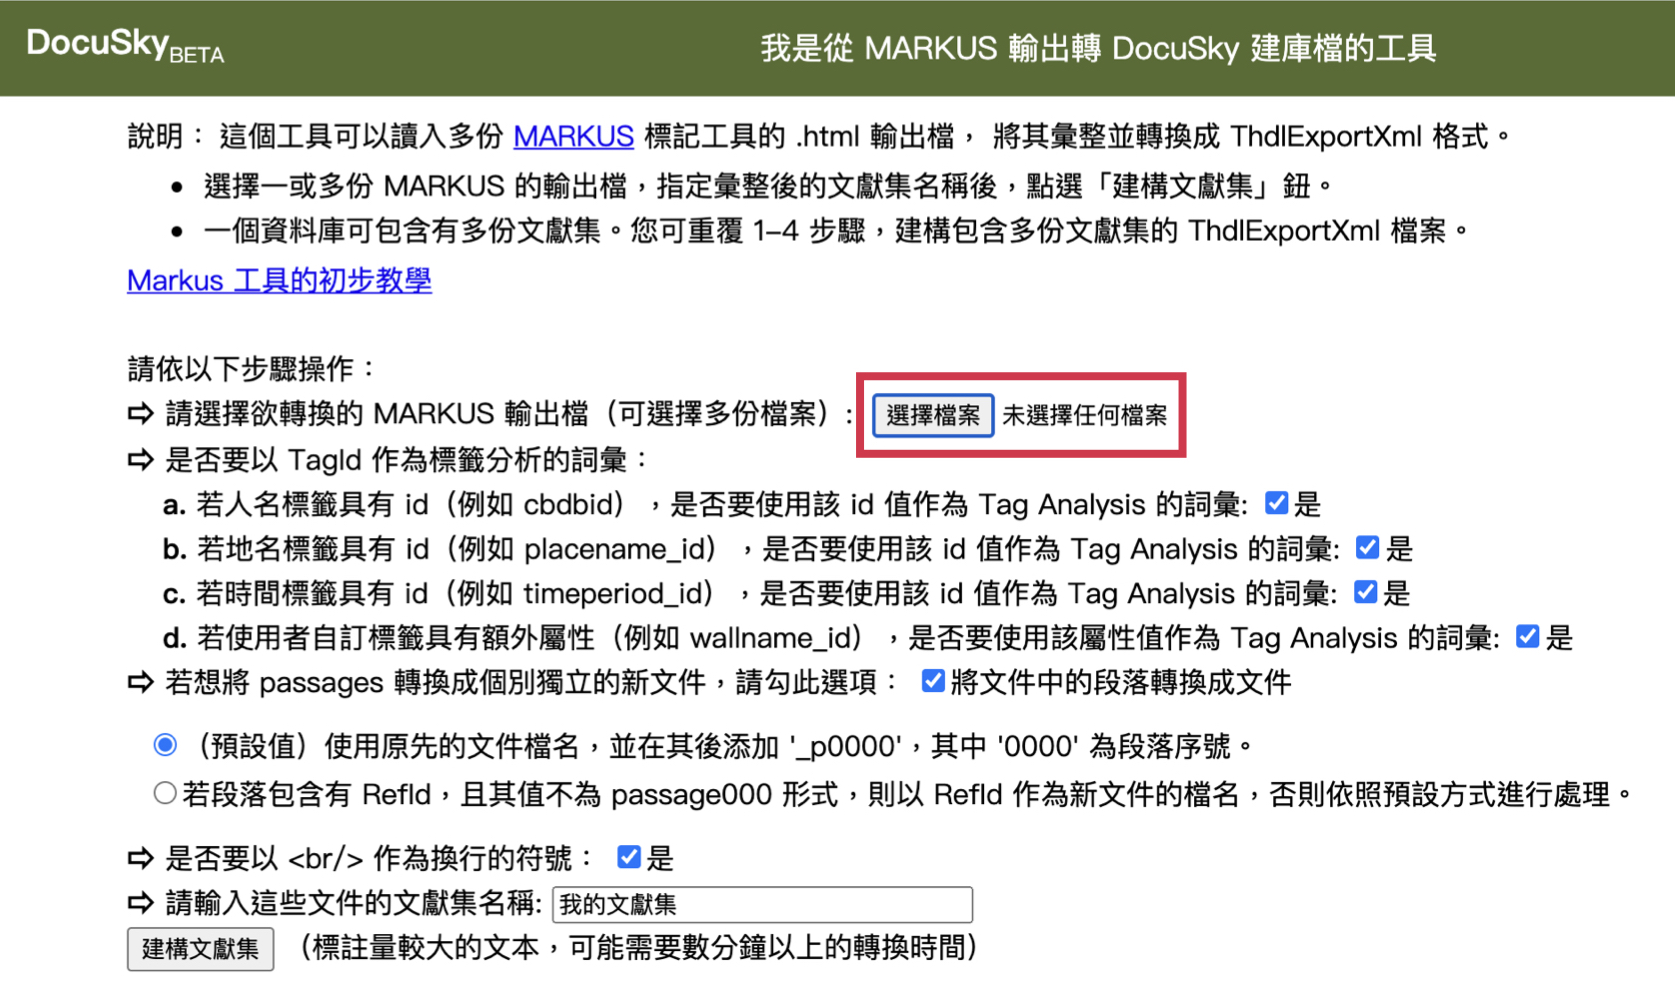 DocuSkyBETA 我是從 MARKUS 輸出轉 DocuSky 建庫檔的工具
說明： 這個工具可以讀入多份 MARKUS 標記工具的 .html 輸出檔， 將其彙整並轉換成 ThdlExportXml 格式。
• 選擇一或多份 MARKUS 的輸出檔，指定彙整後的文獻集名稱後，點選「建構文獻集」鈕。
• 一個資料庫可包含有多份文獻集。您可重覆 1–4 步驟，建構包含多份文獻集的 ThdlExportXml 檔案。
Markus 工具的初步教學
請依以下步驟操作：
⇨ 請選擇欲轉換的 MARKUS 輸出檔（可選擇多份檔案）: 選擇檔案 未選擇任何檔案
⇨ 是否要以 TagId 作為標籤分析的詞彙：
a. 若人名標籤具有 id（例如 cbdbid），是否要使用該 id 值作為 Tag Analysis 的詞彙: 是
b. 若地名標籤具有 id（例如 placename_id），是否要使用該 id 值作為 Tag Analysis 的詞彙: 是
c. 若時間標籤具有 id（例如 timeperiod_id），是否要使用該 id 值作為 Tag Analysis 的詞彙: 是
d. 若使用者自訂標籤具有額外屬性（例如 wallname_id），是否要使用該屬性值作為 Tag Analysis 的詞彙: 是
⇨ 若想將 passages 轉換成個別獨立的新文件，請勾此選項： 將文件中的段落轉換成文件
（預設值）使用原先的文件檔名，並在其後添加 '_p0000'，其中 '0000' 為段落序號。
若段落包含有 RefId，且其值不為 passage000 形式，則以 RefId 作為新文件的檔名，否則依照預設方式進行處理。
⇨ 是否要以 <br/> 作為換行的符號： 是
⇨ 請輸入這些文件的文獻集名稱: 我的文獻集
建構文獻集 （標註量較大的文本，可能需要數分鐘以上的轉換時間）